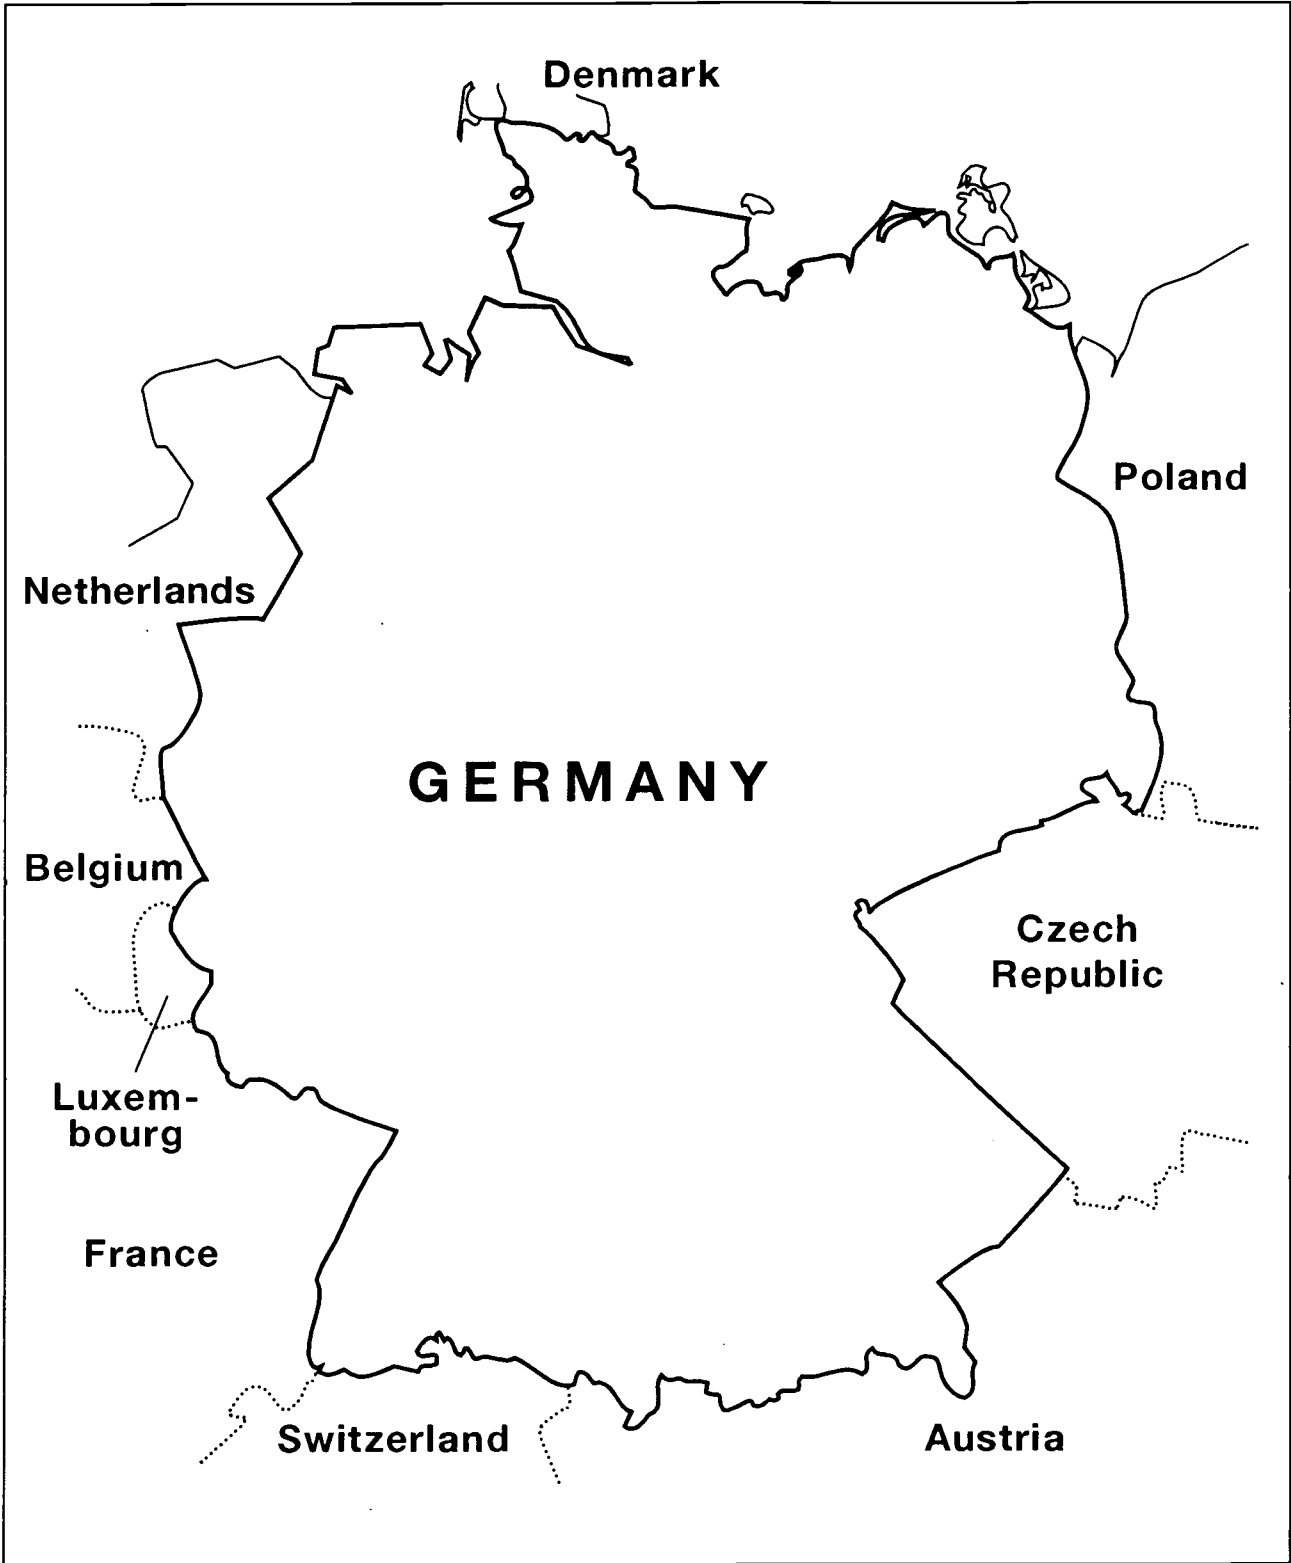 Denmark
Poland
Netherlands
GERMANY
Belgium
Czech
Republic
Luxem-
bourg
France
Switzerland
Austria